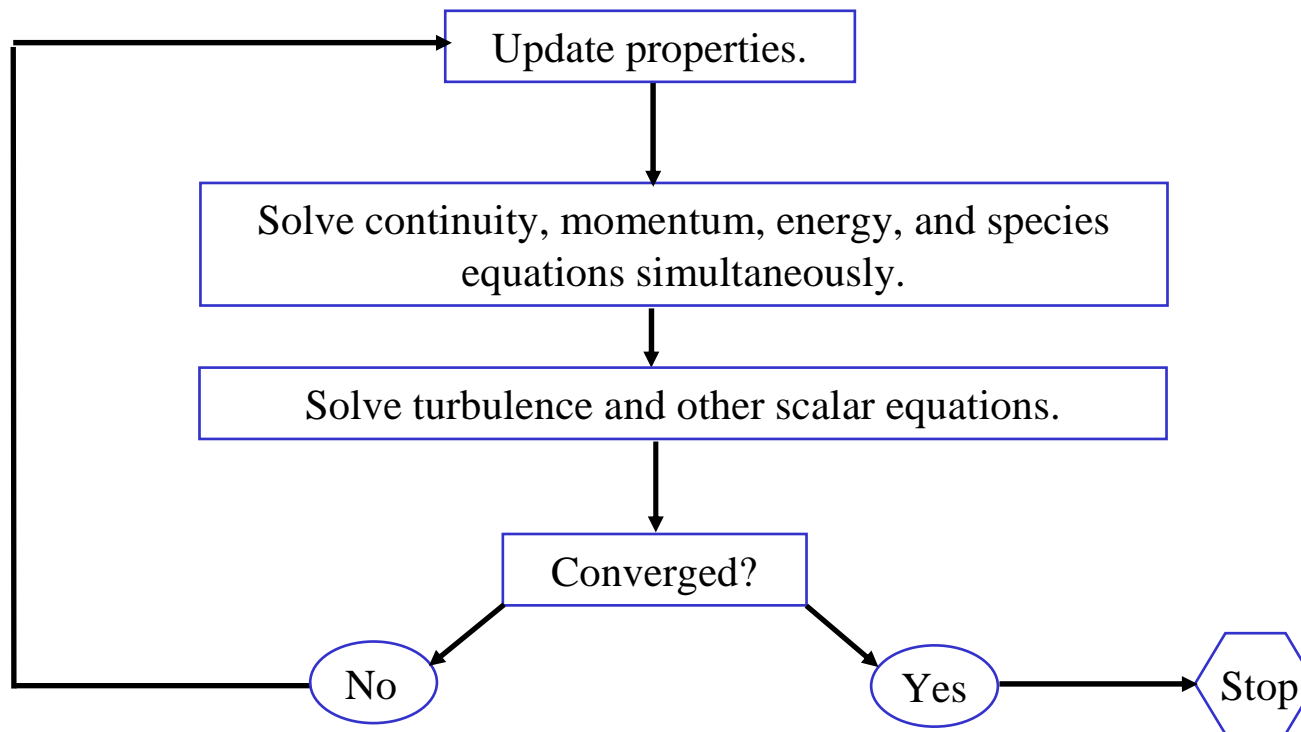 Update properties.
Solve continuity, momentum, energy, and species
equations simultaneously.
Solve turbulence and other scalar equations.
Converged?
No
Yes
Stop